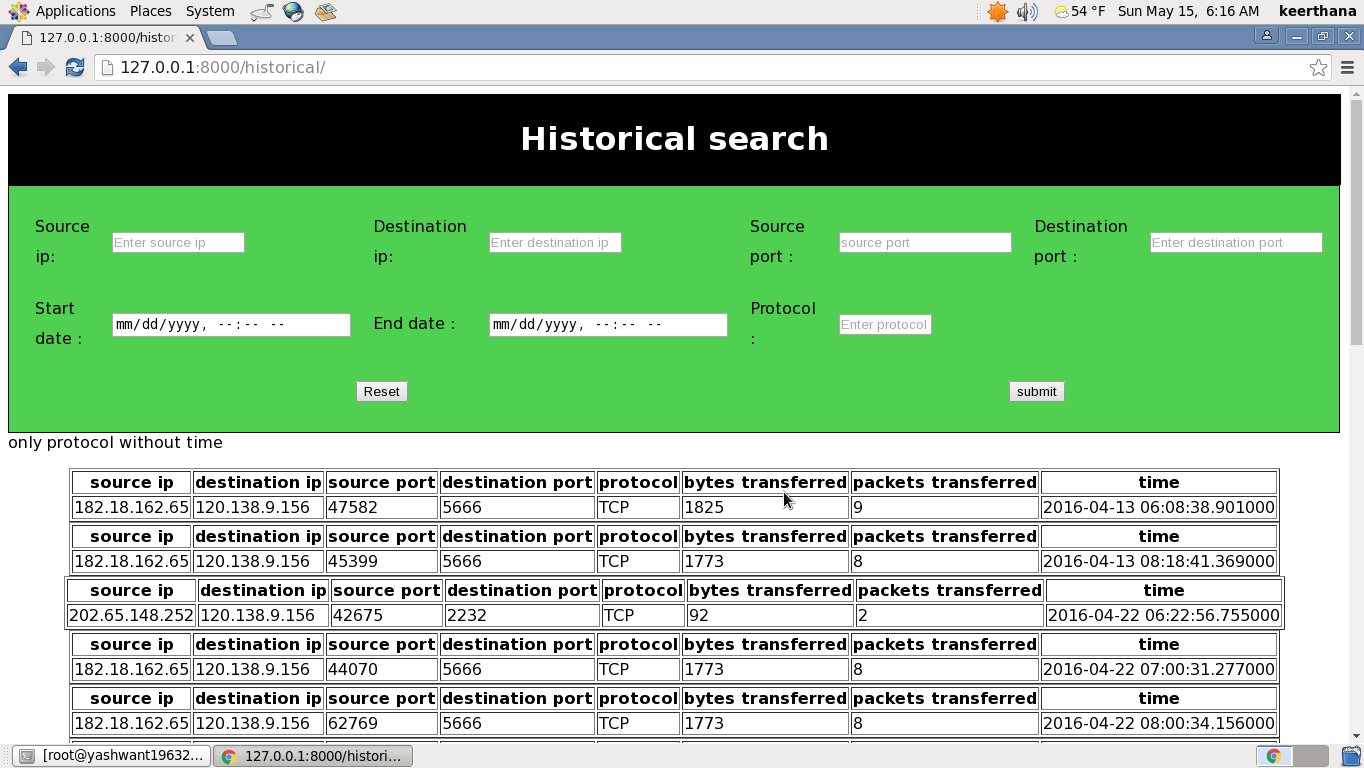 Applications Places System 54 °F Sun May 15, 6:16 AM keerthana
127.0.0.1:8000/histor
127.0.0.1:8000/historical/
Historical search
Source ip: Enter source ip Destination ip: Enter destination ip Source port : source port Destination port : Enter destination port
Start date : mm/dd/yyyy, --:-- -- End date : mm/dd/yyyy, --:-- -- Protocol : Enter protocol
Reset submit
only protocol without time
source ip destination ip source port destination port protocol bytes transferred packets transferred time
182.18.162.65 120.138.9.156 47582 5666 TCP 1825 9 2016-04-13 06:08:38.901000
source ip destination ip source port destination port protocol bytes transferred packets transferred time
182.18.162.65 120.138.9.156 45399 5666 TCP 1773 8 2016-04-13 08:18:41.369000
source ip destination ip source port destination port protocol bytes transferred packets transferred time
202.65.148.252 120.138.9.156 42675 2232 TCP 92 2 2016-04-22 06:22:56.755000
source ip destination ip source port destination port protocol bytes transferred packets transferred time
182.18.162.65 120.138.9.156 44070 5666 TCP 1773 8 2016-04-22 07:00:31.277000
source ip destination ip source port destination port protocol bytes transferred packets transferred time
182.18.162.65 120.138.9.156 62769 5666 TCP 1773 8 2016-04-22 08:00:34.156000
[root@yashwant19632... 127.0.0.1:8000/histori...